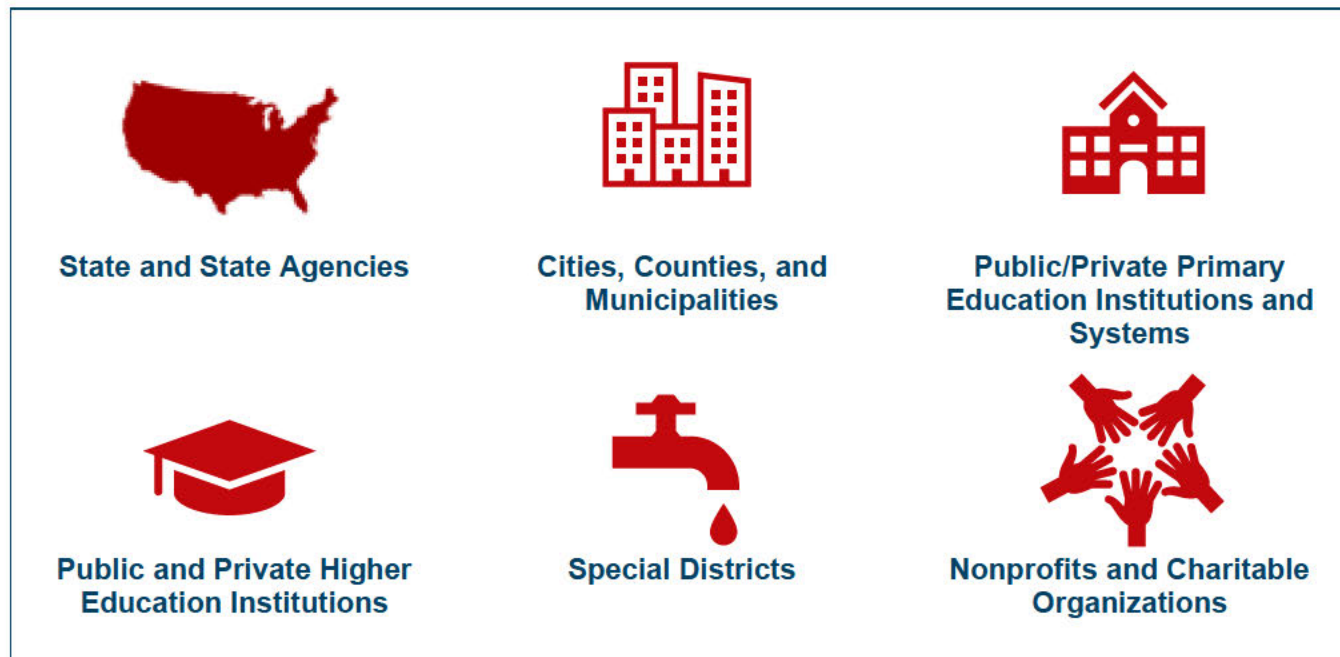 State and State Agencies
Cities, Counties, and
Municipalities
Public/Private Primary
Education Institutions and
Systems
Public and Private Higher
Education Institutions
Special Districts
Nonprofits and Charitable
Organizations